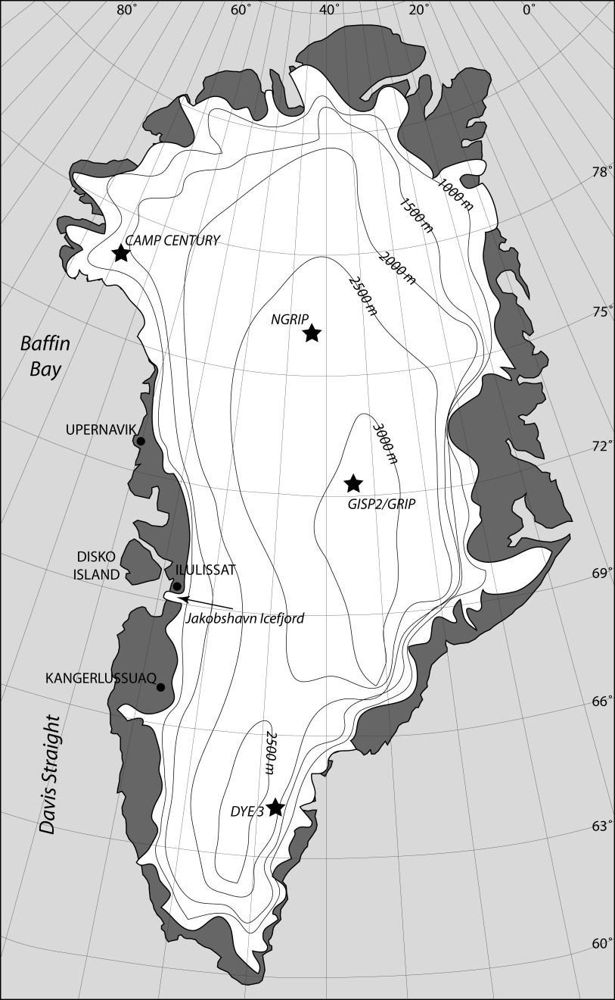 80°
60°
40°
20°
0°
78°
1000 m
1500 m
CAMP CENTURY
2000 m
2500 m
75°
NGRIP
Baffin
Bay
UPERNAVIK
3000 m
72°
GISP2/GRIP
DISKO
ISLAND
ILULISSAT
69°
Jakobshavn Icefjord
KANGERLUSSUAQ
66°
Davis Straight
2500 m
DYE 3
63°
60°